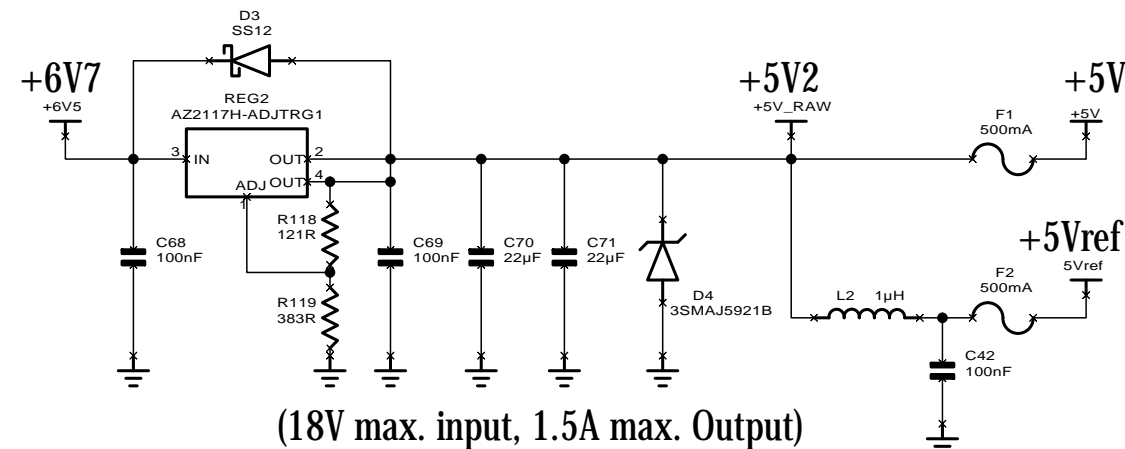 D3
SS12
+6V7
+6V5
REG2
AZ2117H-ADJTRG1
3
IN
OUT
2
OUT
4
ADJ
1
R118
121R
R119
383R
C68
100nF
C69
100nF
C70
22µF
C71
22µF
D4
3SMAJ5921B
+5V2
+5V_RAW
F1
500mA
+5V
+5V
+5Vref
5Vref
F2
500mA
L2
1µH
C42
100nF
(18V max. input, 1.5A max. Output)